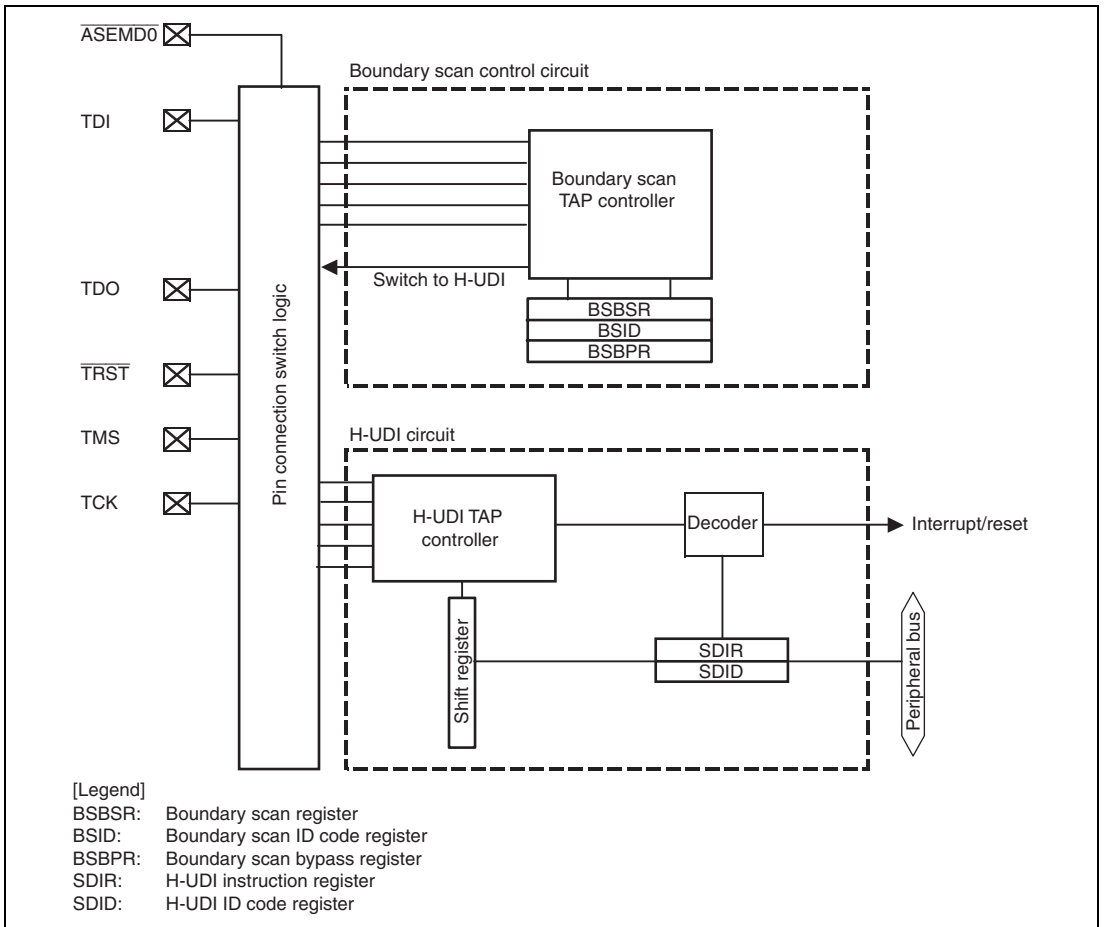 ASEMD0
Boundary scan control circuit
TDI
Boundary scan
TAP controller
Switch to H-UDI
TDO
BSBSR
BSID
BSBPR
Pin connection switch logic
TRST
TMS
TCK
H-UDI circuit
H-UDI TAP
controller
Decoder
Interrupt/reset
Shift register
SDIR
SDID
Peripheral bus
[Legend]
BSBSR: Boundary scan register
BSID: Boundary scan ID code register
BSBPR: Boundary scan bypass register
SDIR: H-UDI instruction register
SDID: H-UDI ID code register